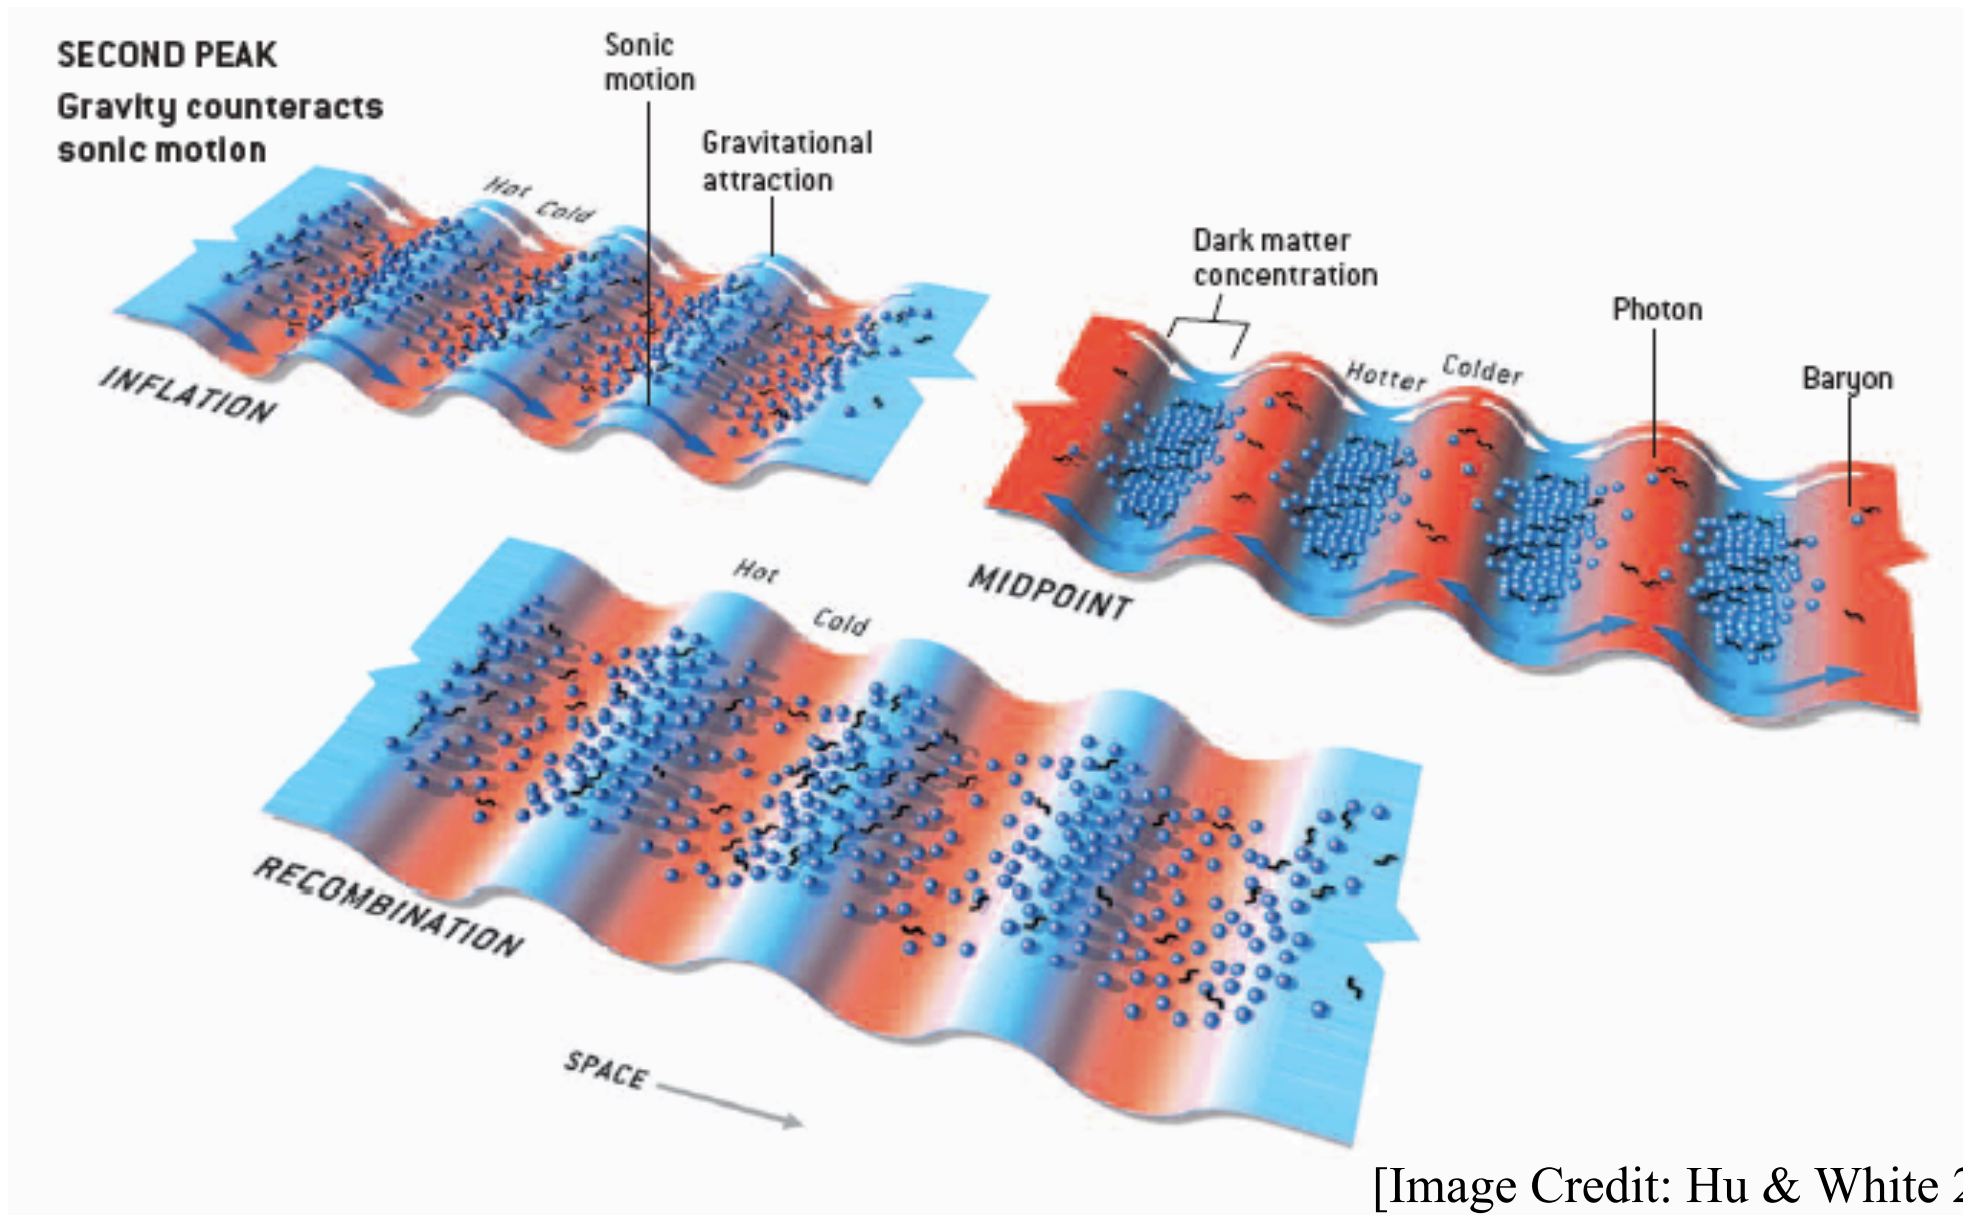 SECOND PEAK
Gravity counteracts
sonic motion
Sonic
motion
Gravitational
attraction
Hot
Cold
INFLATION
Dark matter
concentration
Photon
Baryon
Hotter
Colder
MIDPOINT
Hot
Cold
RECOMBINATION
SPACE
[Image Credit: Hu & White